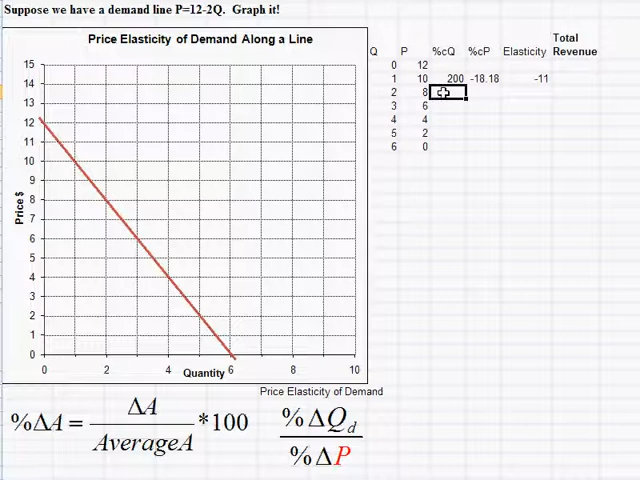 Suppose we have a demand line P=12-2Q. Graph it!
Price Elasticity of Demand Along a Line
Q P %cQ %cP Elasticity Total Revenue
0 12
1 10 200 -18.18 -11
2 8
3 6
4 4
5 2
6 0
15
14
13
12
11
10
9
8
7
6
5
4
3
2
1
0
Price $
0 2 4 6 8 10
Quantity
Price Elasticity of Demand
%ΔA = ΔA / AverageA *100
%ΔQd / %ΔP